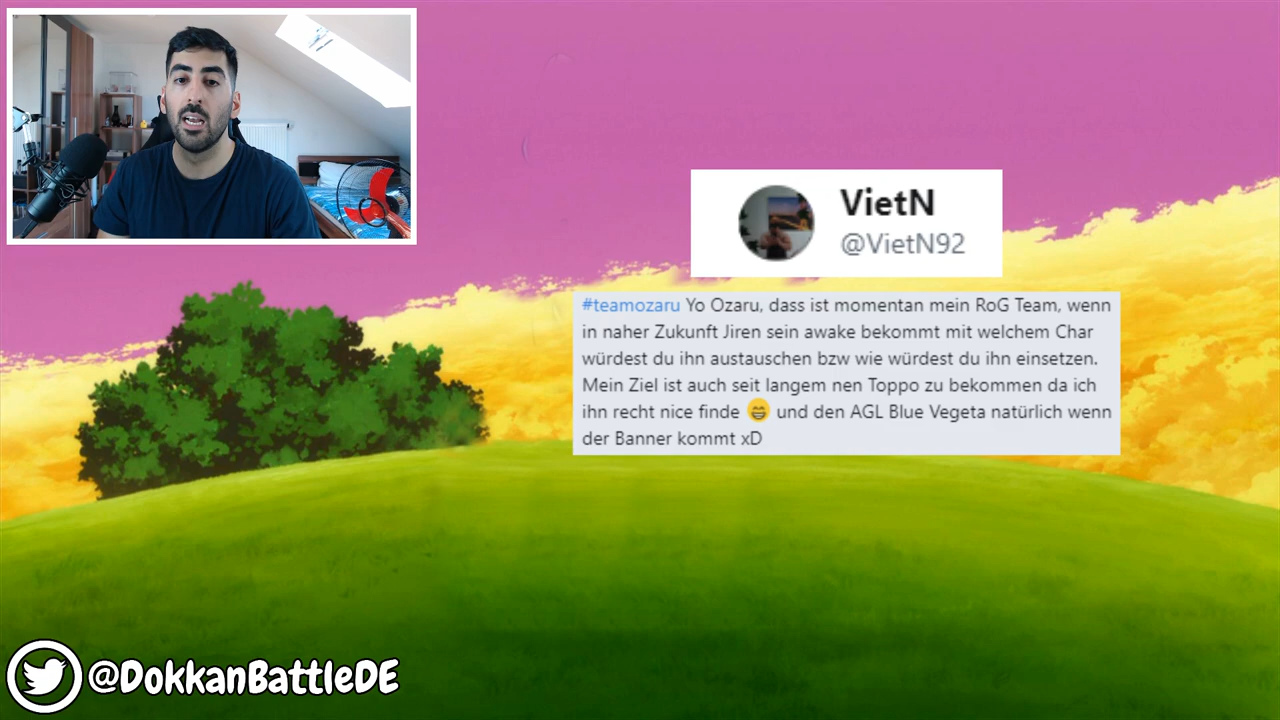 VietN
@VietN92
#teamozaru Yo Ozaru, dass ist momentan mein RoG Team, wenn
in naher Zukunft Jiren sein awake bekommt mit welchem Char
würdest du ihn austauschen bzw wie würdest du ihn einsetzen.
Mein Ziel ist auch seit langem nen Toppo zu bekommen da ich
ihn recht nice finde 😁 und den AGL Blue Vegeta natürlich wenn
der Banner kommt xD
@DokkanBattleDE